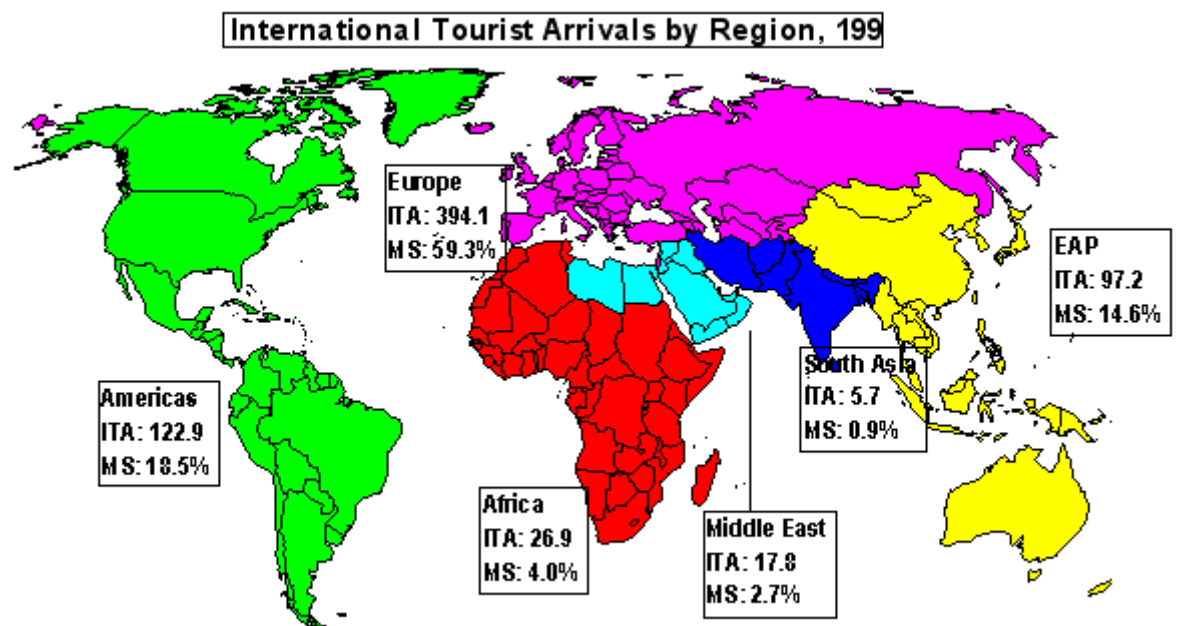 International Tourist Arrivals by Region, 199
Europe
ITA: 394.1
MS: 59.3%
EAP
ITA: 97.2
MS: 14.6%
South Asia
ITA: 5.7
MS: 0.9%
Americas
ITA: 122.9
MS: 18.5%
Africa
ITA: 26.9
MS: 4.0%
Middle East
ITA: 17.8
MS: 2.7%